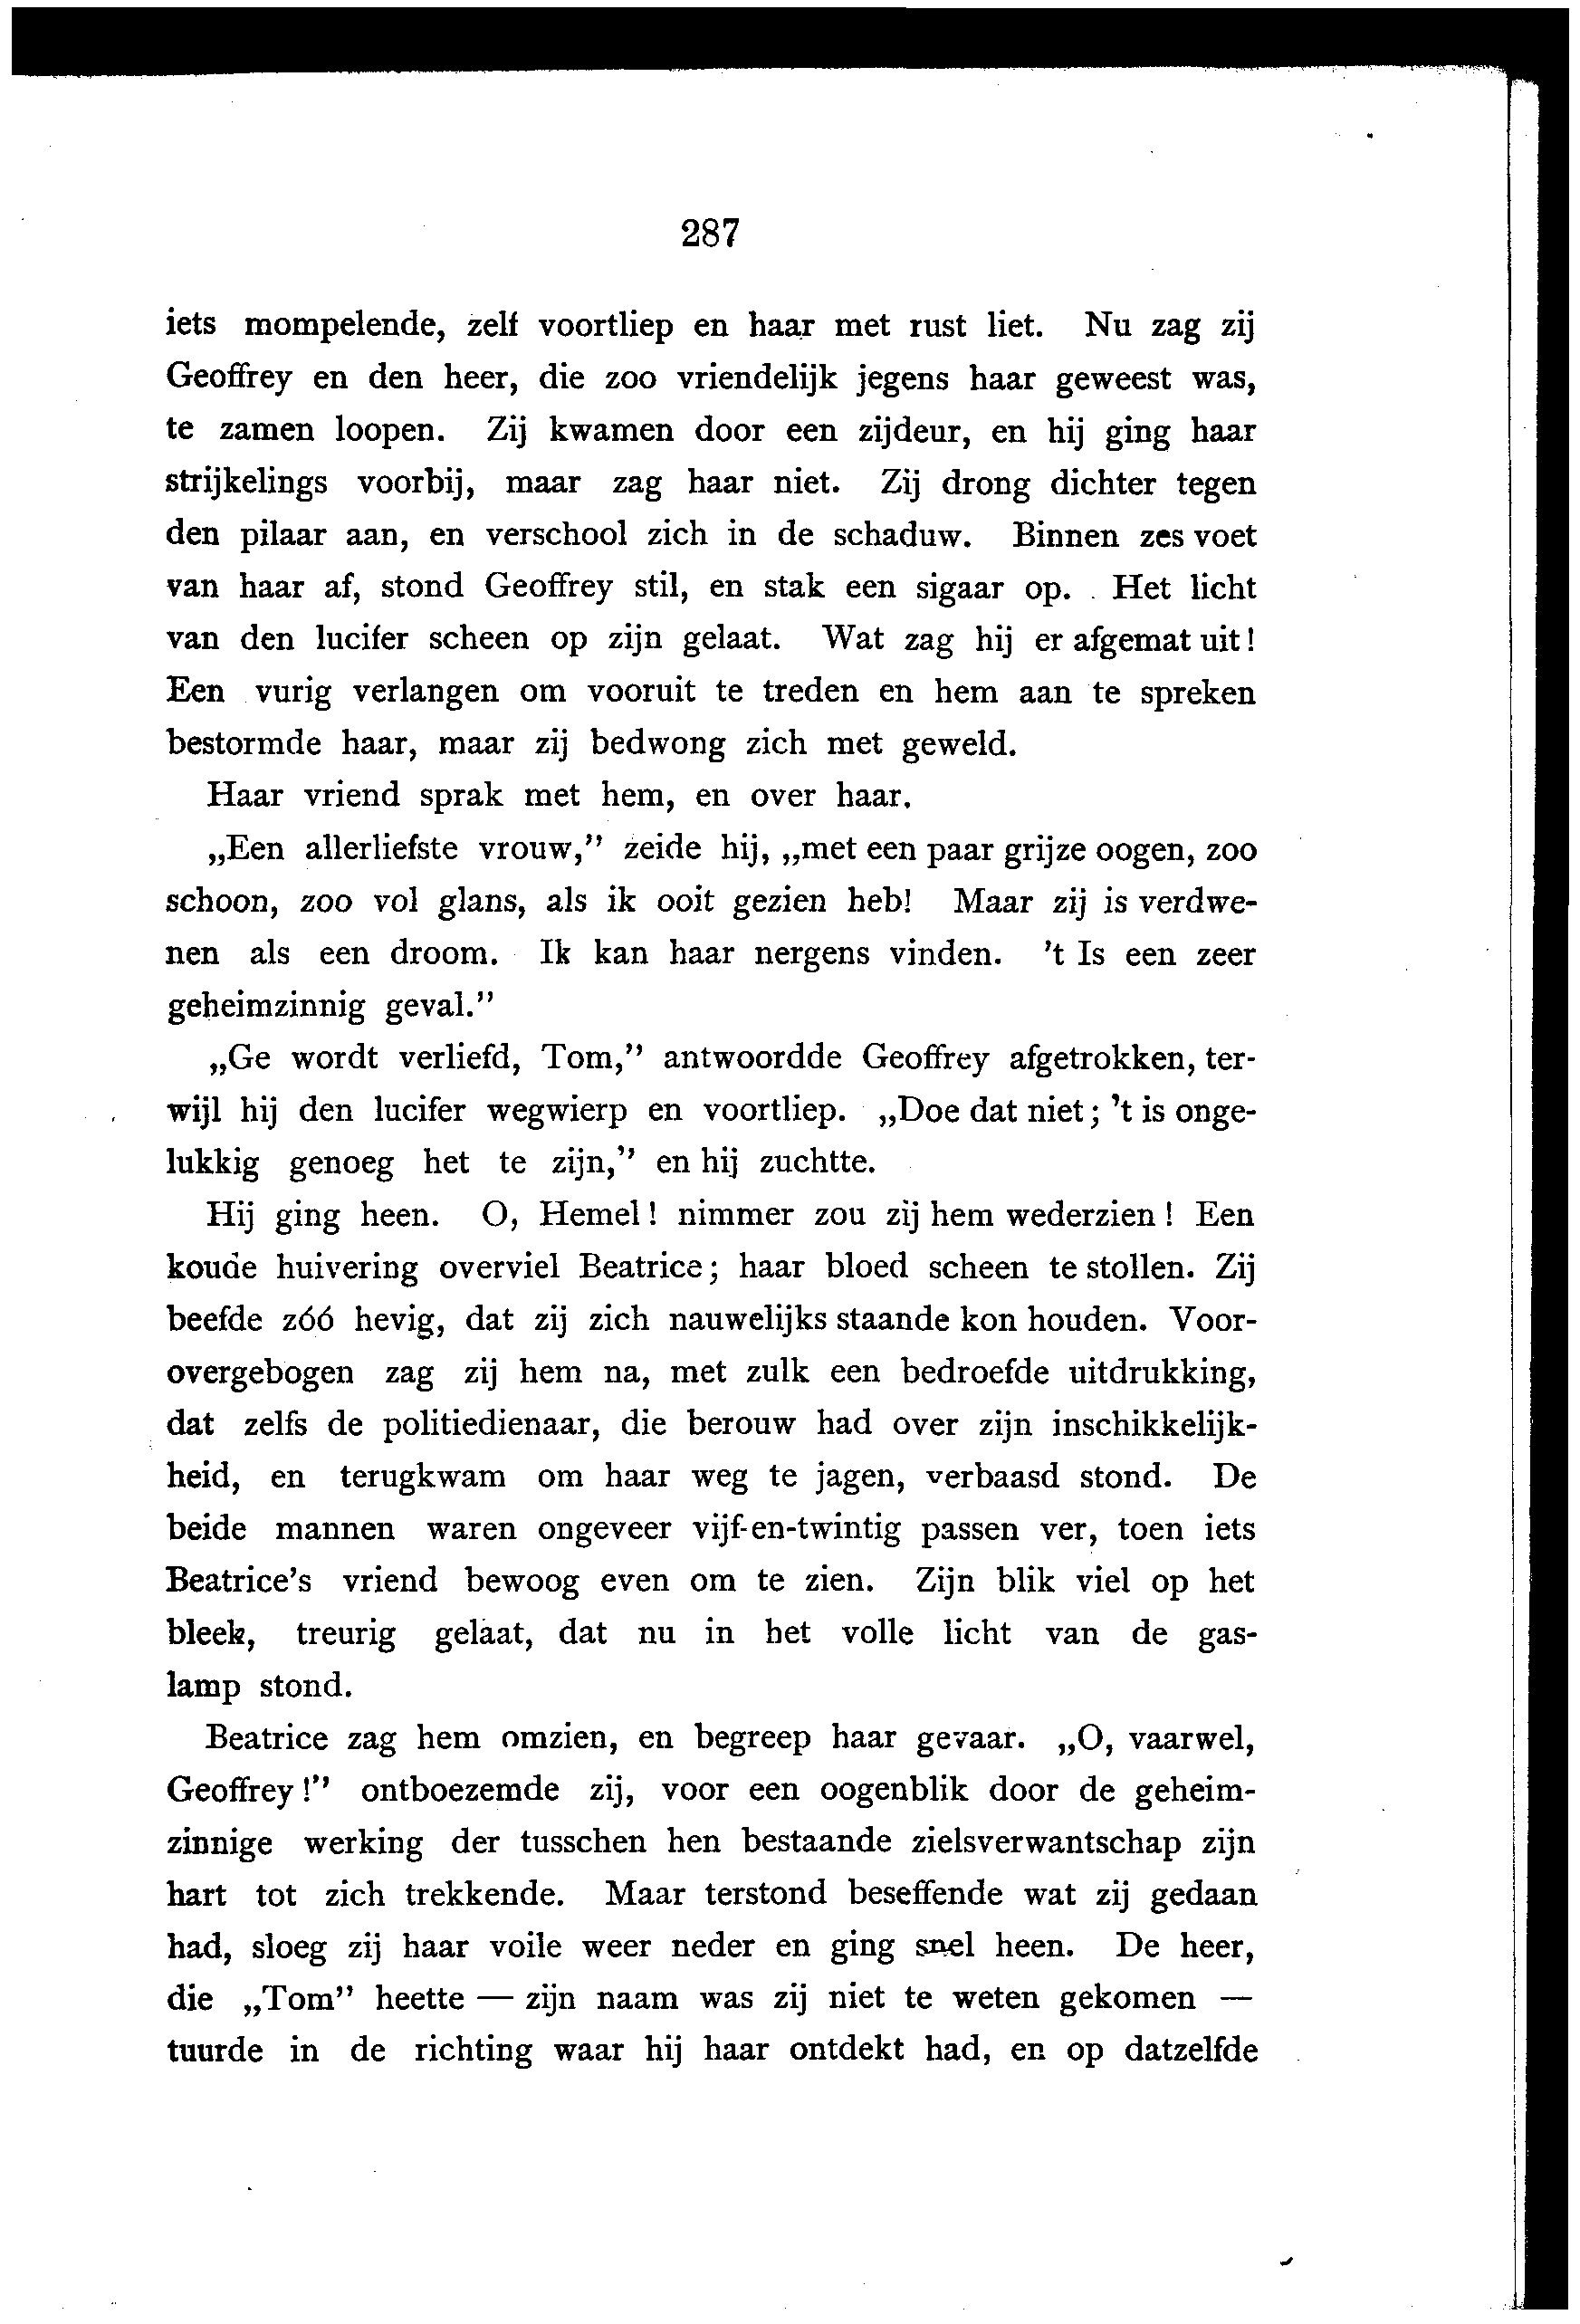 287
iets mompelende, zelf voortliep en haar met rust liet. Nu zag zij
Geoffrey en den heer, die zoo vriendelijk jegens haar geweest was,
te zamen loopen. Zij kwamen door een zijdeur, en hij ging haar
strijkelings voorbij, maar zag haar niet. Zij drong dichter tegen
den pilaar aan, en verschool zich in de schaduw. Binnen zes voet
van haar af, stond Geoffrey stil, en stak een sigaar op. Het licht
van den lucifer scheen op zijn gelaat. Wat zag hij er afgemat uit!
Een vurig verlangen om vooruit te treden en hem aan te spreken
bestormde haar, maar zij bedwong zich met geweld.
Haar vriend sprak met hem, en over haar.
„Een allerliefste vrouw,” zeide hij, „met een paar grijze oogen, zoo
schoon, zoo vol glans, als ik ooit gezien heb! Maar zij is verdwe-
nen als een droom. Ik kan haar nergens vinden. 't Is een zeer
geheimzinnig geval.”
„Ge wordt verliefd, Tom,” antwoordde Geoffrey afgetrokken, ter-
wijl hij den lucifer wegwierp en voortliep. „Doe dat niet; 't is onge-
lukkig genoeg het te zijn,” en hij zuchtte.
Hij ging heen. O, Hemel! nimmer zou zij hem wederzien! Een
koude huivering overviel Beatrice; haar bloed scheen te stollen. Zij
beefde zóó hevig, dat zij zich nauwelijks staande kon houden. Voor-
overgebogen zag zij hem na, met zulk een bedroefde uitdrukking,
dat zelfs de politiedienaar, die berouw had over zijn inschikkelijk-
heid, en terugkwam om haar weg te jagen, verbaasd stond. De
beide mannen waren ongeveer vijf-en-twintig passen ver, toen iets
Beatrice's vriend bewoog even om te zien. Zijn blik viel op het
bleek, treurig gelaat, dat nu in het volle licht van de gas-
lamp stond.
Beatrice zag hem omzien, en begreep haar gevaar. „O, vaarwel,
Geoffrey!” ontboezemde zij, voor een oogenblik door de geheim-
zinnige werking der tusschen hen bestaande zielsverwantschap zijn
hart tot zich trekkende. Maar terstond beseffende wat zij gedaan
had, sloeg zij haar voile weer neder en ging snel heen. De heer,
die „Tom” heette — zijn naam was zij niet te weten gekomen —
tuurde in de richting waar hij haar ontdekt had, en op datzelfde